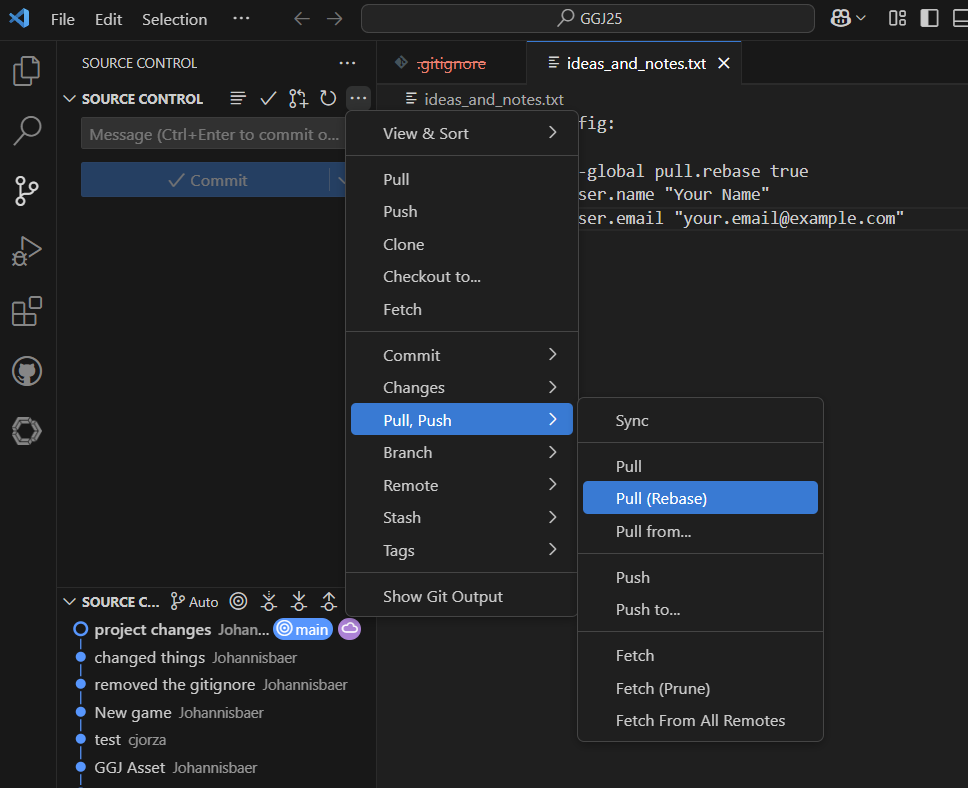 File Edit Selection ··· GGJ25
SOURCE CONTROL ···
SOURCE CONTROL ···
Message (Ctrl+Enter to commit o...
Commit
.gitignore
ideas_and_notes.txt
ideas_and_notes.txt
fig:
-global pull.rebase true
ser.name "Your Name"
ser.email "your.email@example.com"
View & Sort
Pull
Push
Clone
Checkout to...
Fetch
Commit
Changes
Pull, Push
Branch
Remote
Stash
Tags
Show Git Output
Sync
Pull
Pull (Rebase)
Pull from...
Push
Push to...
Fetch
Fetch (Prune)
Fetch From All Remotes
SOURCE C... Auto
project changes Johan... main
changed things Johannisbaer
removed the gitignore Johannisbaer
New game Johannisbaer
test cjorza
GGJ Asset Johannisbaer